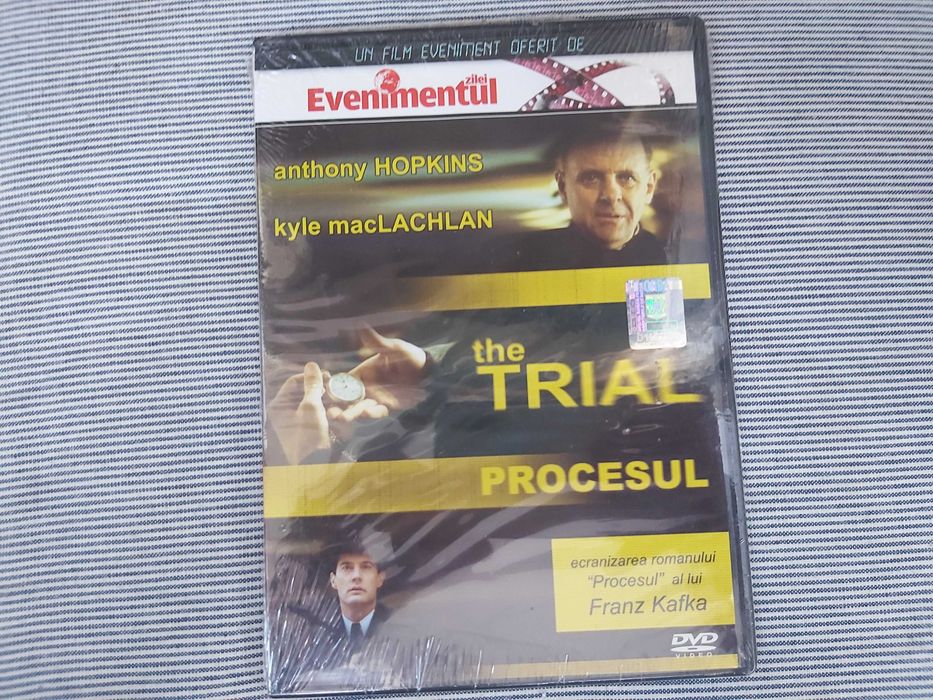 UN FILM EVENIMENT OFERIT DE
Evenimentul zilei
anthony HOPKINS
kyle macLACHLAN
the
TRIAL
PROCESUL
ecranizarea romanului
"Procesul" al lui
Franz Kafka
DVD
VIDEO